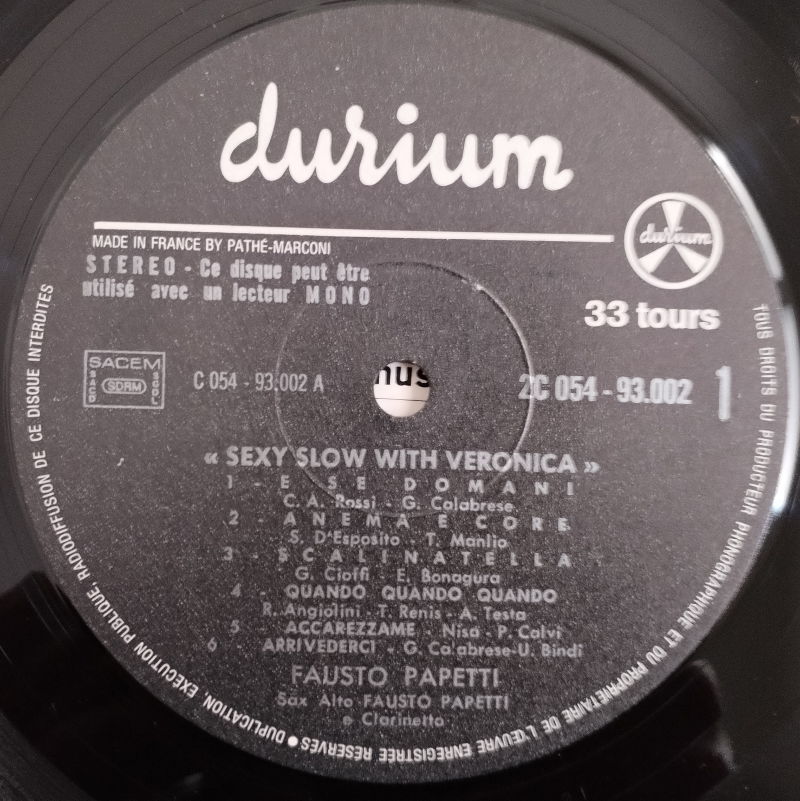 durium
durium
MADE IN FRANCE BY PATHÉ-MARCONI
STEREO - Ce disque peut être
utilisé avec un lecteur MONO
33 tours
SACEM
SACD
SDRM
SGDL
C 054 - 93.002 A
nus
2C 054 - 93.002
1
« SEXY SLOW WITH VERONICA »
1 - E SE DOMANI
C. A. Rossi - G. Calabrese
2 - ANEMA E CORE
S. D'Esposito - T. Manlio
3 - SCALINATELLA
G. Cioffi - E. Bonagura
4 - QUANDO QUANDO QUANDO
R. Angiolini - T. Renis - A. Testa
5 - ACCAREZZAME - Nisa - P. Calvi
6 ARRIVEDERCI - G. Calabrese-U. Bindi
FAUSTO PAPETTI
Sax Alto FAUSTO PAPETTI
e Clarinetto
TOUS DROITS DU PRODUCTEUR PHONOGRAPHIQUE ET DU PROPRIETAIRE DE L'ŒUVRE ENREGISTREE RESERVES • DUPLICATION, EXECUTION PUBLIQUE, RADIODIFFUSION DE CE DISQUE INTERDITES